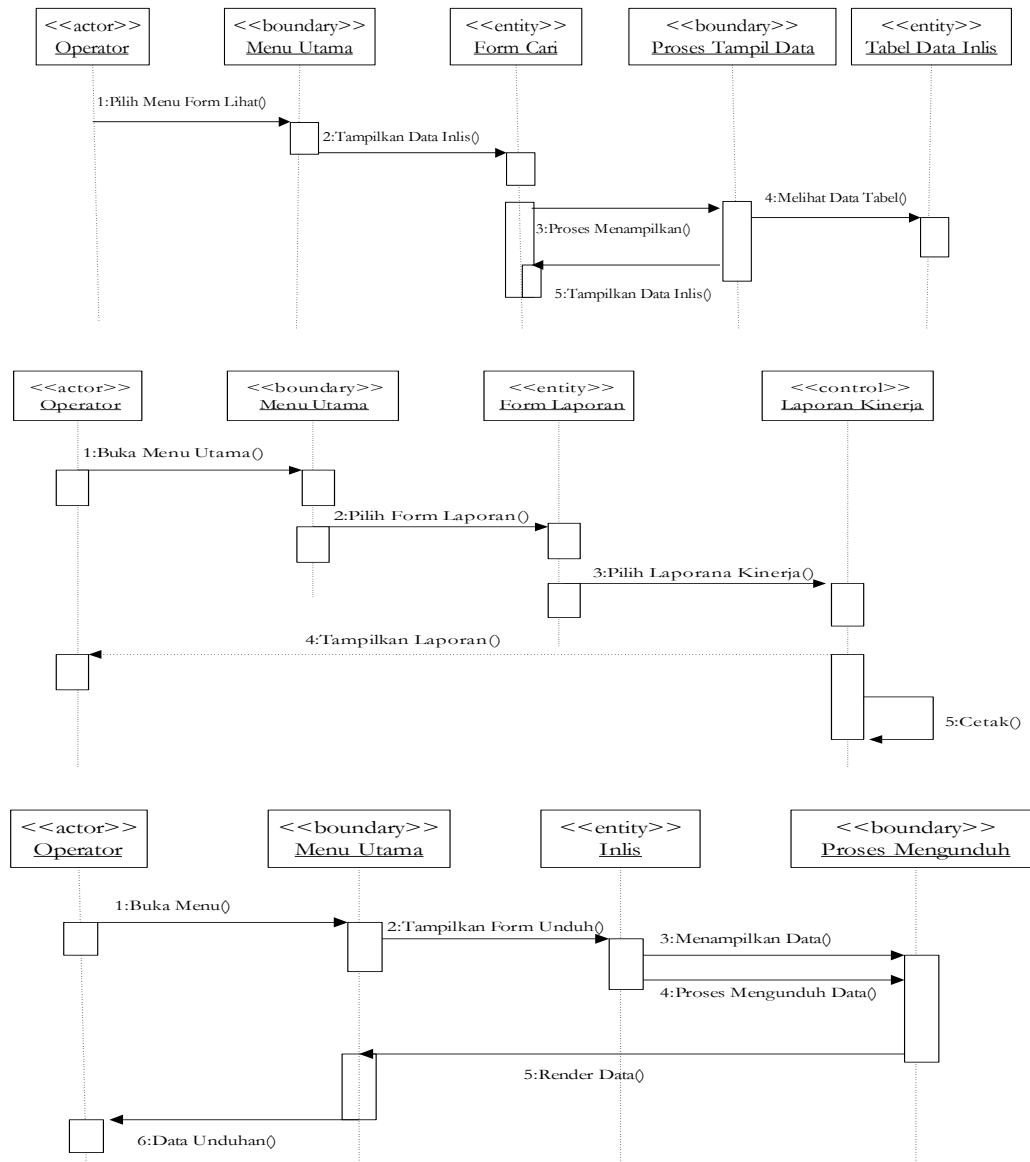 <<actor>>
Operator
<<boundary>>
Menu Utama
<<entity>>
Form Cari
<<boundary>>
Proses Tampil Data
<<entity>>
Tabel Data Inlis
1:Pilih Menu Form Lihat()
2:Tampilkan Data Inlis()
3:Proses Menampilkan()
4:Melihat Data Tabel()
5:Tampilkan Data Inlis()
<<actor>>
Operator
<<boundary>>
Menu Utama
<<entity>>
Form Laporan
<<control>>
Laporan Kinerja
1:Buka Menu Utama()
2:Pilih Form Laporan()
3:Pilih Laporana Kinerja()
4:Tampilkan Laporan()
5:Cetak()
<<actor>>
Operator
<<boundary>>
Menu Utama
<<entity>>
Inlis
<<boundary>>
Proses Mengunduh
1:Buka Menu()
2:Tampilkan Form Unduh()
3:Menampilkan Data()
4:Proses Mengunduh Data()
5:Render Data()
6:Data Unduhan()